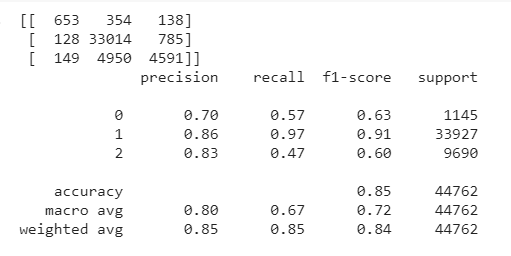 [[  653   354   138]
 [  128 33014   785]
 [  149  4950  4591]]
              precision    recall  f1-score   support

           0       0.70      0.57      0.63      1145
           1       0.86      0.97      0.91     33927
           2       0.83      0.47      0.60      9690

    accuracy                           0.85     44762
   macro avg       0.80      0.67      0.72     44762
weighted avg       0.85      0.85      0.84     44762